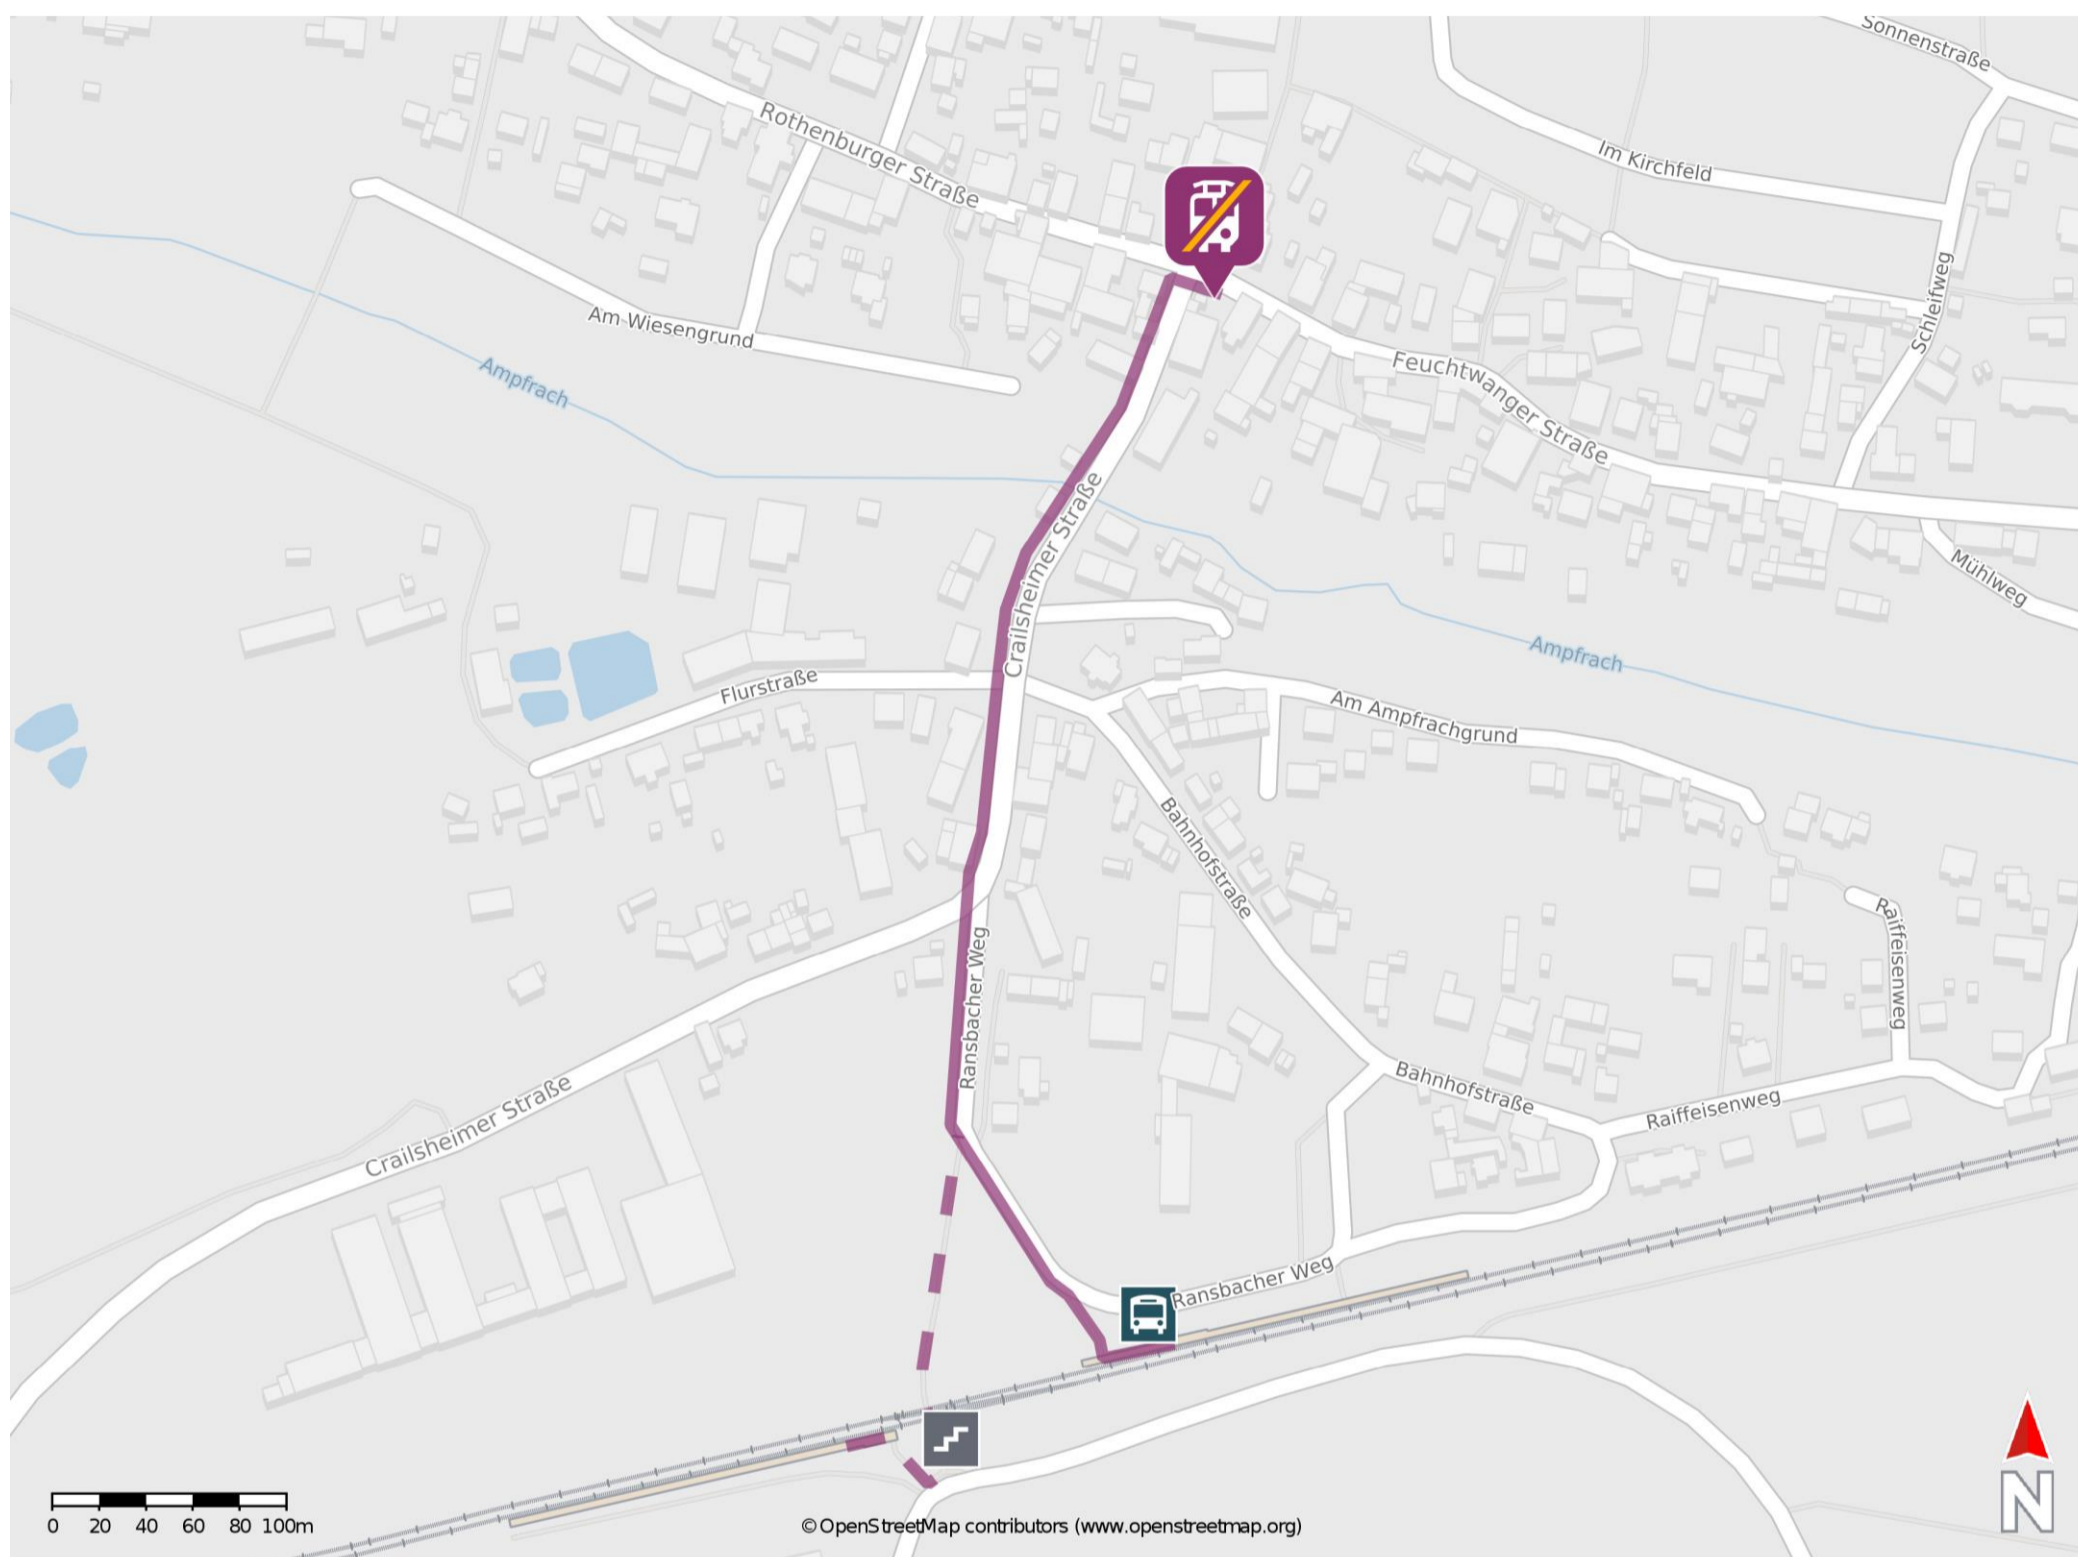 Sonnenstraße
Rothenburger Straße
Im Kirchfeld
Schleifweg
Am Wiesengrund
Ampfrach
Feuchtwanger Straße
Crailsheimer Straße
Mühlweg
Ampfrach
Flurstraße
Am Ampfrachgrund
Bahnhofstraße
Raiffeisenweg
Ransbacher Weg
Crailsheimer Straße
Bahnhofstraße
Raiffeisenweg
Ransbacher Weg
0 20 40 60 80 100m
© OpenStreetMap contributors (www.openstreetmap.org)
N